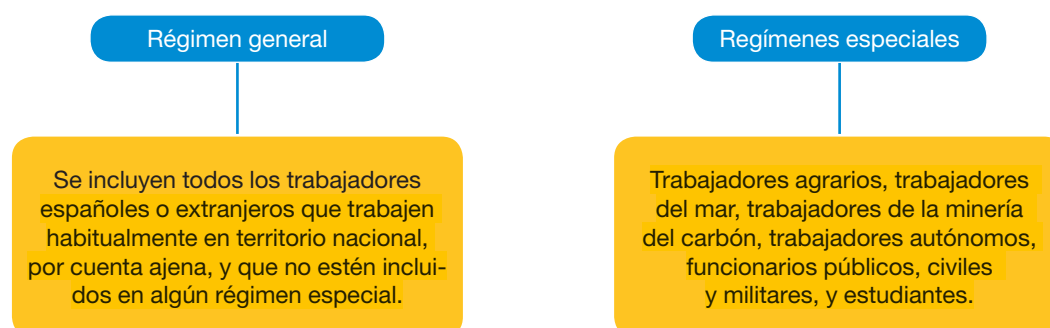 Régimen general
Se incluyen todos los trabajadores
españoles o extranjeros que trabajen
habitualmente en territorio nacional,
por cuenta ajena, y que no estén inclui-
dos en algún régimen especial.
Regímenes especiales
Trabajadores agrarios, trabajadores
del mar, trabajadores de la minería
del carbón, trabajadores autónomos,
funcionarios públicos, civiles
y militares, y estudiantes.